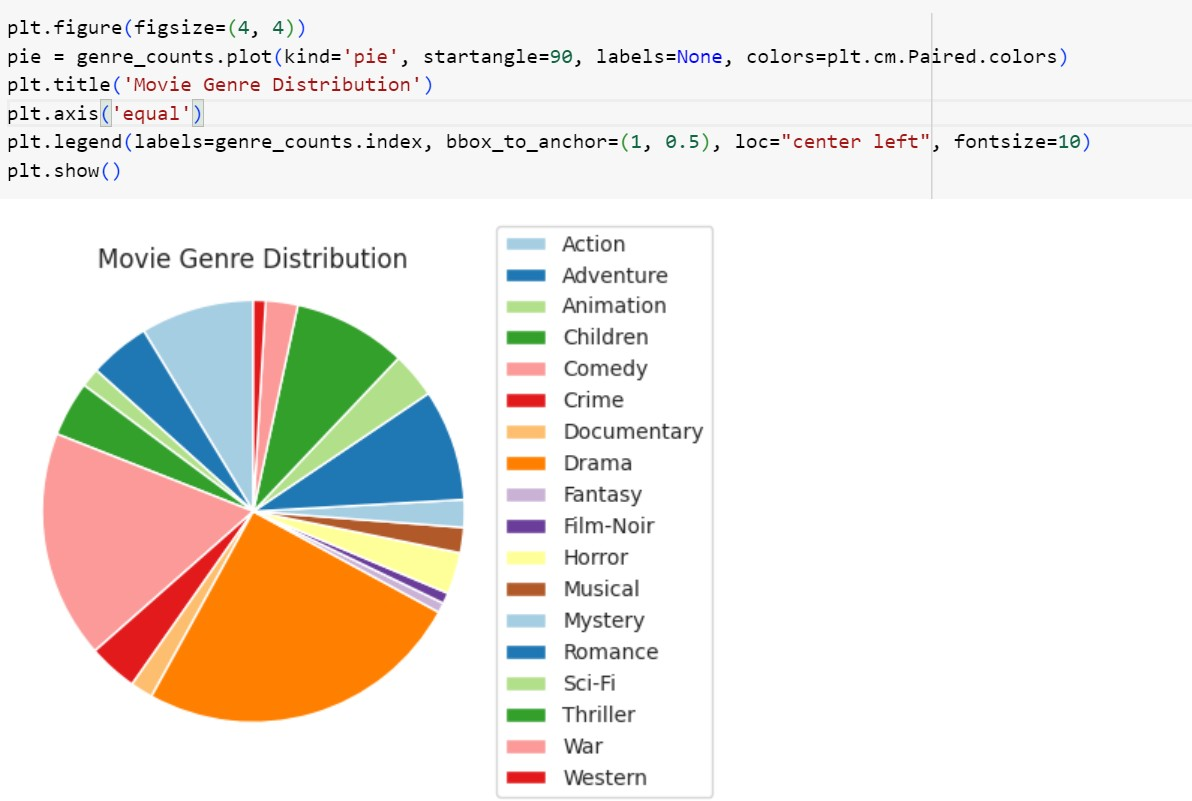 plt.figure(figsize=(4, 4))
pie = genre_counts.plot(kind='pie', startangle=90, labels=None, colors=plt.cm.Paired.colors)
plt.title('Movie Genre Distribution')
plt.axis('equal')
plt.legend(labels=genre_counts.index, bbox_to_anchor=(1, 0.5), loc="center left", fontsize=10)
plt.show()
Movie Genre Distribution
Action
Adventure
Animation
Children
Comedy
Crime
Documentary
Drama
Fantasy
Film-Noir
Horror
Musical
Mystery
Romance
Sci-Fi
Thriller
War
Western